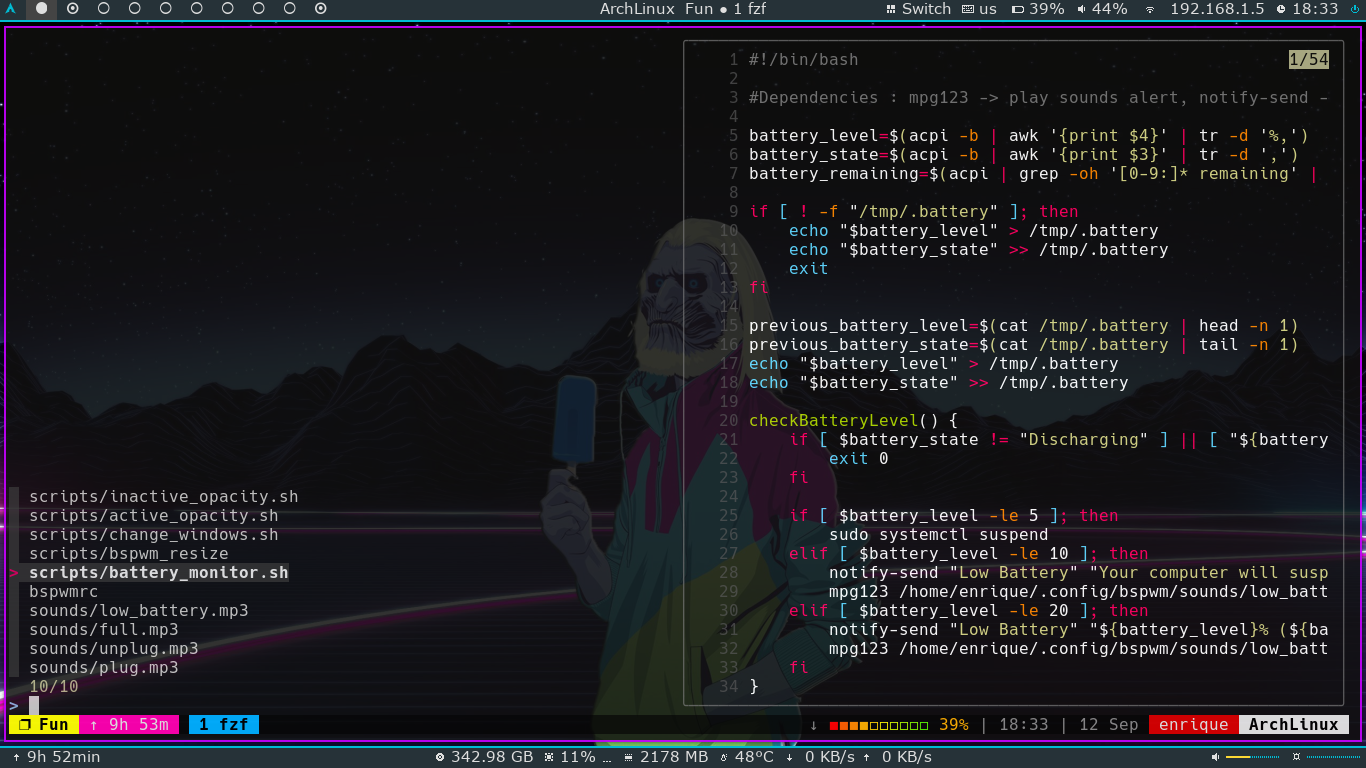 ArchLinux Fun ● 1 fzf Switch us 39% 44% 192.168.1.5 18:33
1/54
1 #!/bin/bash
2
3 #Dependencies : mpg123 -> play sounds alert, notify-send -
4
5 battery_level=$(acpi -b | awk '{print $4}' | tr -d '%,')
6 battery_state=$(acpi -b | awk '{print $3}' | tr -d ',')
7 battery_remaining=$(acpi | grep -oh '[0-9:]* remaining' |
8
9 if [ ! -f "/tmp/.battery" ]; then
10 echo "$battery_level" > /tmp/.battery
11 echo "$battery_state" >> /tmp/.battery
12 exit
13 fi
14
15 previous_battery_level=$(cat /tmp/.battery | head -n 1)
16 previous_battery_state=$(cat /tmp/.battery | tail -n 1)
17 echo "$battery_level" > /tmp/.battery
18 echo "$battery_state" >> /tmp/.battery
19
20 checkBatteryLevel() {
21 if [ $battery_state != "Discharging" ] || [ "${battery
22 exit 0
23 fi
24
25 if [ $battery_level -le 5 ]; then
26 sudo systemctl suspend
27 elif [ $battery_level -le 10 ]; then
28 notify-send "Low Battery" "Your computer will susp
29 mpg123 /home/enrique/.config/bspwm/sounds/low_batt
30 elif [ $battery_level -le 20 ]; then
31 notify-send "Low Battery" "${battery_level}% (${ba
32 mpg123 /home/enrique/.config/bspwm/sounds/low_batt
33 fi
34 }
scripts/inactive_opacity.sh
scripts/active_opacity.sh
scripts/change_windows.sh
scripts/bspwm_resize
> scripts/battery_monitor.sh
bspwmrc
sounds/low_battery.mp3
sounds/full.mp3
sounds/unplug.mp3
sounds/plug.mp3
10/10
>
❐ Fun ↑ 9h 53m 1 fzf ↓ 39% | 18:33 | 12 Sep enrique ArchLinux
↑ 9h 52min 342.98 GB 11% … 2178 MB 48°C ↓ 0 KB/s ↑ 0 KB/s